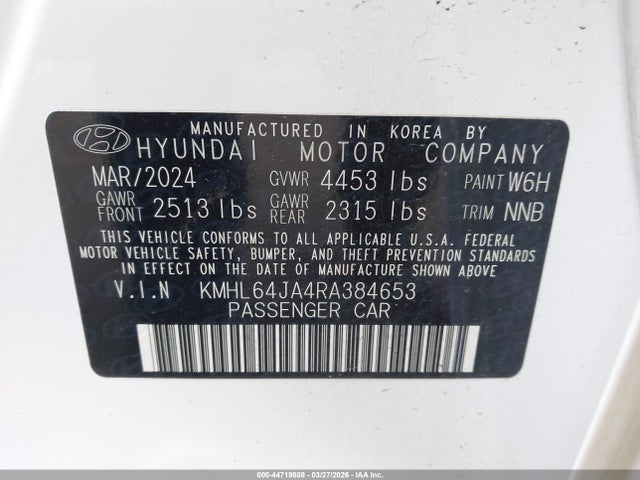 MANUFACTURED IN KOREA BY
HYUNDAI MOTOR COMPANY
MAR/2024 GVWR 4453 lbs PAINT W6H
GAWR FRONT 2513 lbs GAWR REAR 2315 lbs TRIM NNB
THIS VEHICLE CONFORMS TO ALL APPLICABLE U.S.A. FEDERAL
MOTOR VEHICLE SAFETY, BUMPER, AND THEFT PREVENTION STANDARDS
IN EFFECT ON THE DATE OF MANUFACTURE SHOWN ABOVE
V.I.N KMHL64JA4RA384653
PASSENGER CAR
000-44719808 - 03/27/2026 - IAA, Inc.